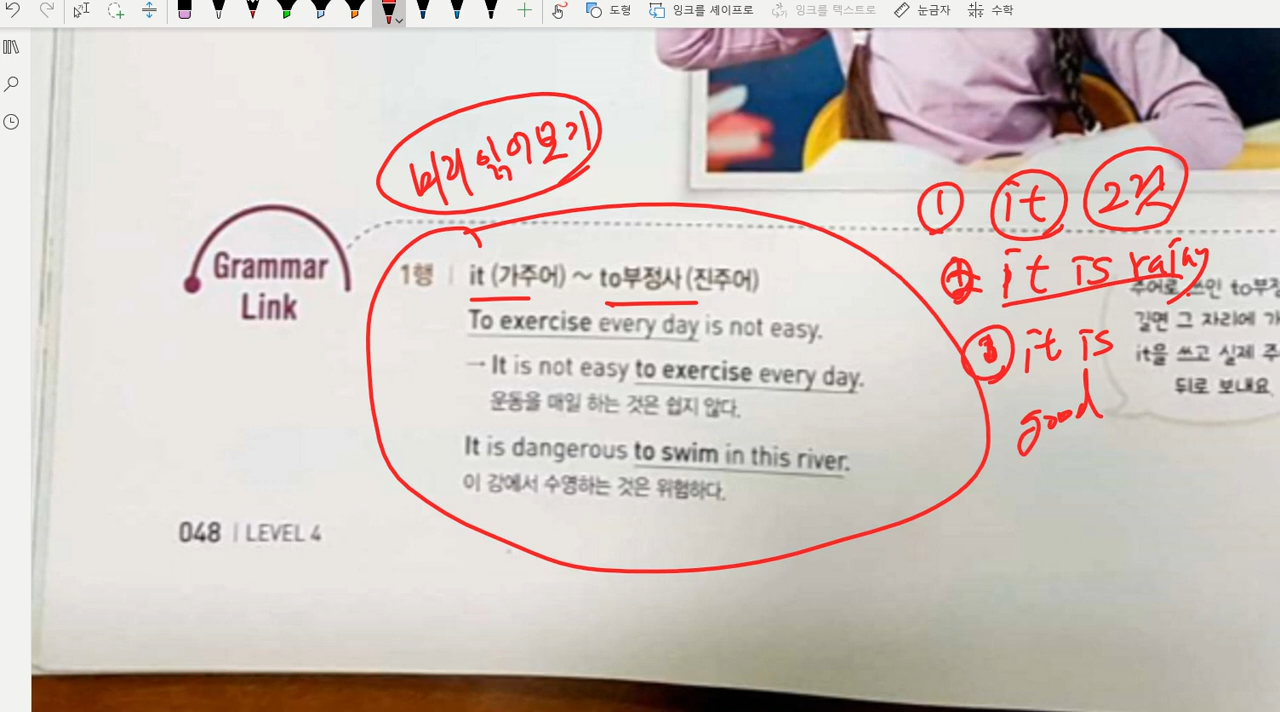 도형
잉크를 셰이프로
잉크를 텍스트로
눈금자
수학
미리 읽어보기
① it 2것
② it is rainy
③ it is
good
Grammar
Link
1행 | it (가주어) ~ to부정사 (진주어)
To exercise every day is not easy.
→ It is not easy to exercise every day.
운동을 매일 하는 것은 쉽지 않다.
It is dangerous to swim in this river.
이 강에서 수영하는 것은 위험하다.
주어로 쓰인 to부정
길면 그 자리에 가
it을 쓰고 실제 주
뒤로 보내요.
048 | LEVEL 4